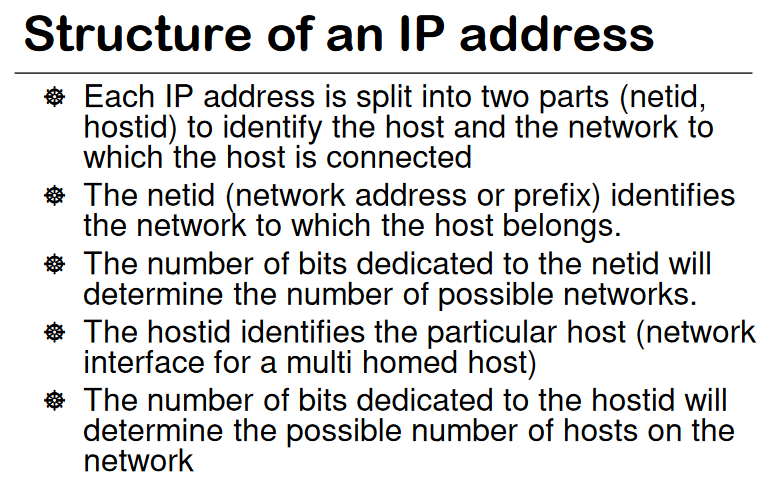 Structure of an IP address
Each IP address is split into two parts (netid,
hostid) to identify the host and the network to
which the host is connected
The netid (network address or prefix) identifies
the network to which the host belongs.
The number of bits dedicated to the netid will
determine the number of possible networks.
The hostid identifies the particular host (network
interface for a multi homed host)
The number of bits dedicated to the hostid will
determine the possible number of hosts on the
network